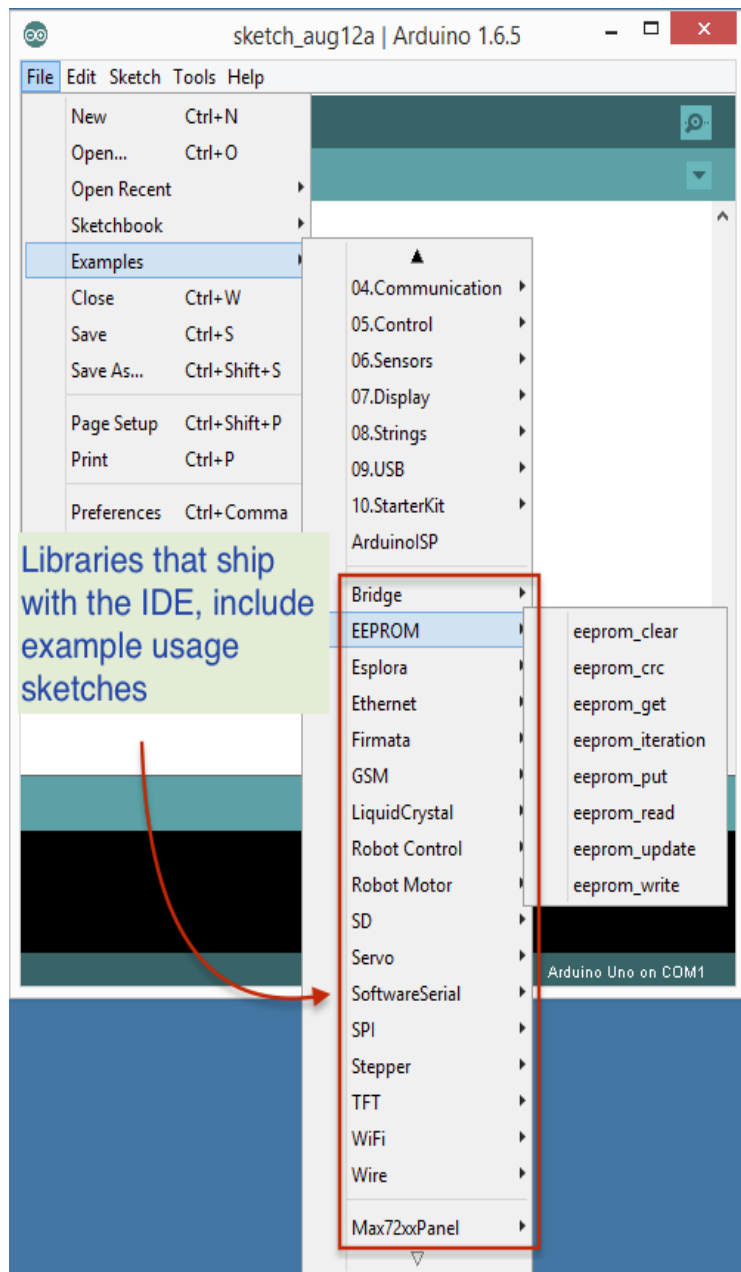 sketch_aug12a | Arduino 1.6.5
File Edit Sketch Tools Help
New Ctrl+N
Open... Ctrl+O
Open Recent
Sketchbook
Examples
Close Ctrl+W
Save Ctrl+S
Save As... Ctrl+Shift+S
Page Setup Ctrl+Shift+P
Print Ctrl+P
Preferences Ctrl+Comma
Libraries that ship
with the IDE, include
example usage
sketches
04.Communication
05.Control
06.Sensors
07.Display
08.Strings
09.USB
10.StarterKit
ArduinoISP
Bridge
EEPROM
Esplora
Ethernet
Firmata
GSM
LiquidCrystal
Robot Control
Robot Motor
SD
Servo
SoftwareSerial
SPI
Stepper
TFT
WiFi
Wire
Max72xxPanel
eeprom_clear
eeprom_crc
eeprom_get
eeprom_iteration
eeprom_put
eeprom_read
eeprom_update
eeprom_write
Arduino Uno on COM1